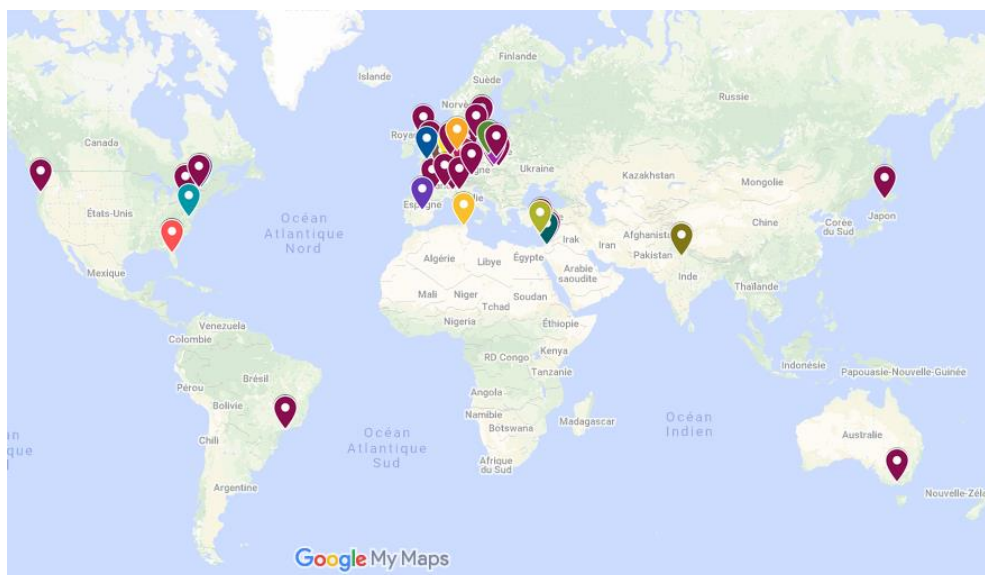 Islande
Finlande
Suède
Norvè
Russie
Canada
Royau
Ukraine
Kazakhstan
Mongolie
Espagne
États-Unis
Océan
Atlantique
Nord
Chine
Corée
du Sud
Japon
Afghanistan
Irak
Iran
Pakistan
Mexique
Algérie
Libye
Égypte
Arabie
saoudite
Inde
Mali
Niger
Tchad
Soudan
Thaïlande
Venezuela
Colombie
Nigeria
Éthiopie
RD Congo
Kenya
Tanzanie
Indonésie
Papouasie-Nouvelle-Guinée
Pérou
Brésil
Bolivie
Angola
Namibie
Botswana
Madagascar
Océan
Indien
Chili
Océan
Atlantique
Sud
Afrique
du Sud
Australie
Argentine
Nouvelle-Zél
Google My Maps